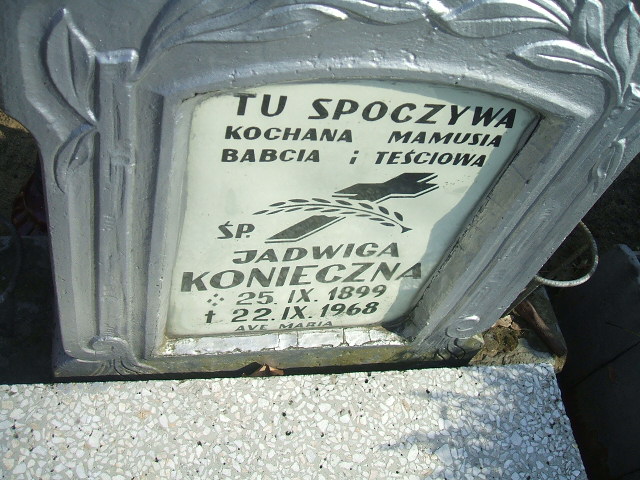 TU SPOCZYWA
KOCHANA MAMUSIA
BABCIA i TEŚCIOWA
ŚP.
JADWIGA
KONIECZNA
25. IX. 1899
† 22. IX. 1968
AVE MARIA